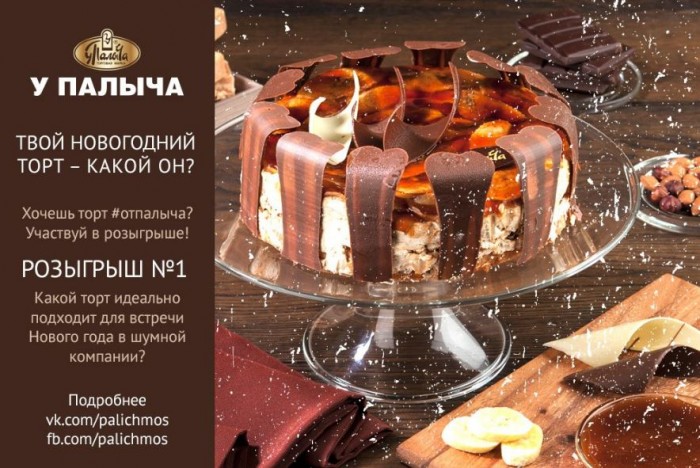 У Палыча
У ПАЛЫЧА
ТВОЙ НОВОГОДНИЙ
ТОРТ – КАКОЙ ОН?
Хочешь торт #отпалыча?
Участвуй в розыгрыше!
РОЗЫГРЫШ №1
Какой торт идеально
подходит для встречи
Нового года в шумной
компании?
Подробнее
vk.com/palichmos
fb.com/palichmos